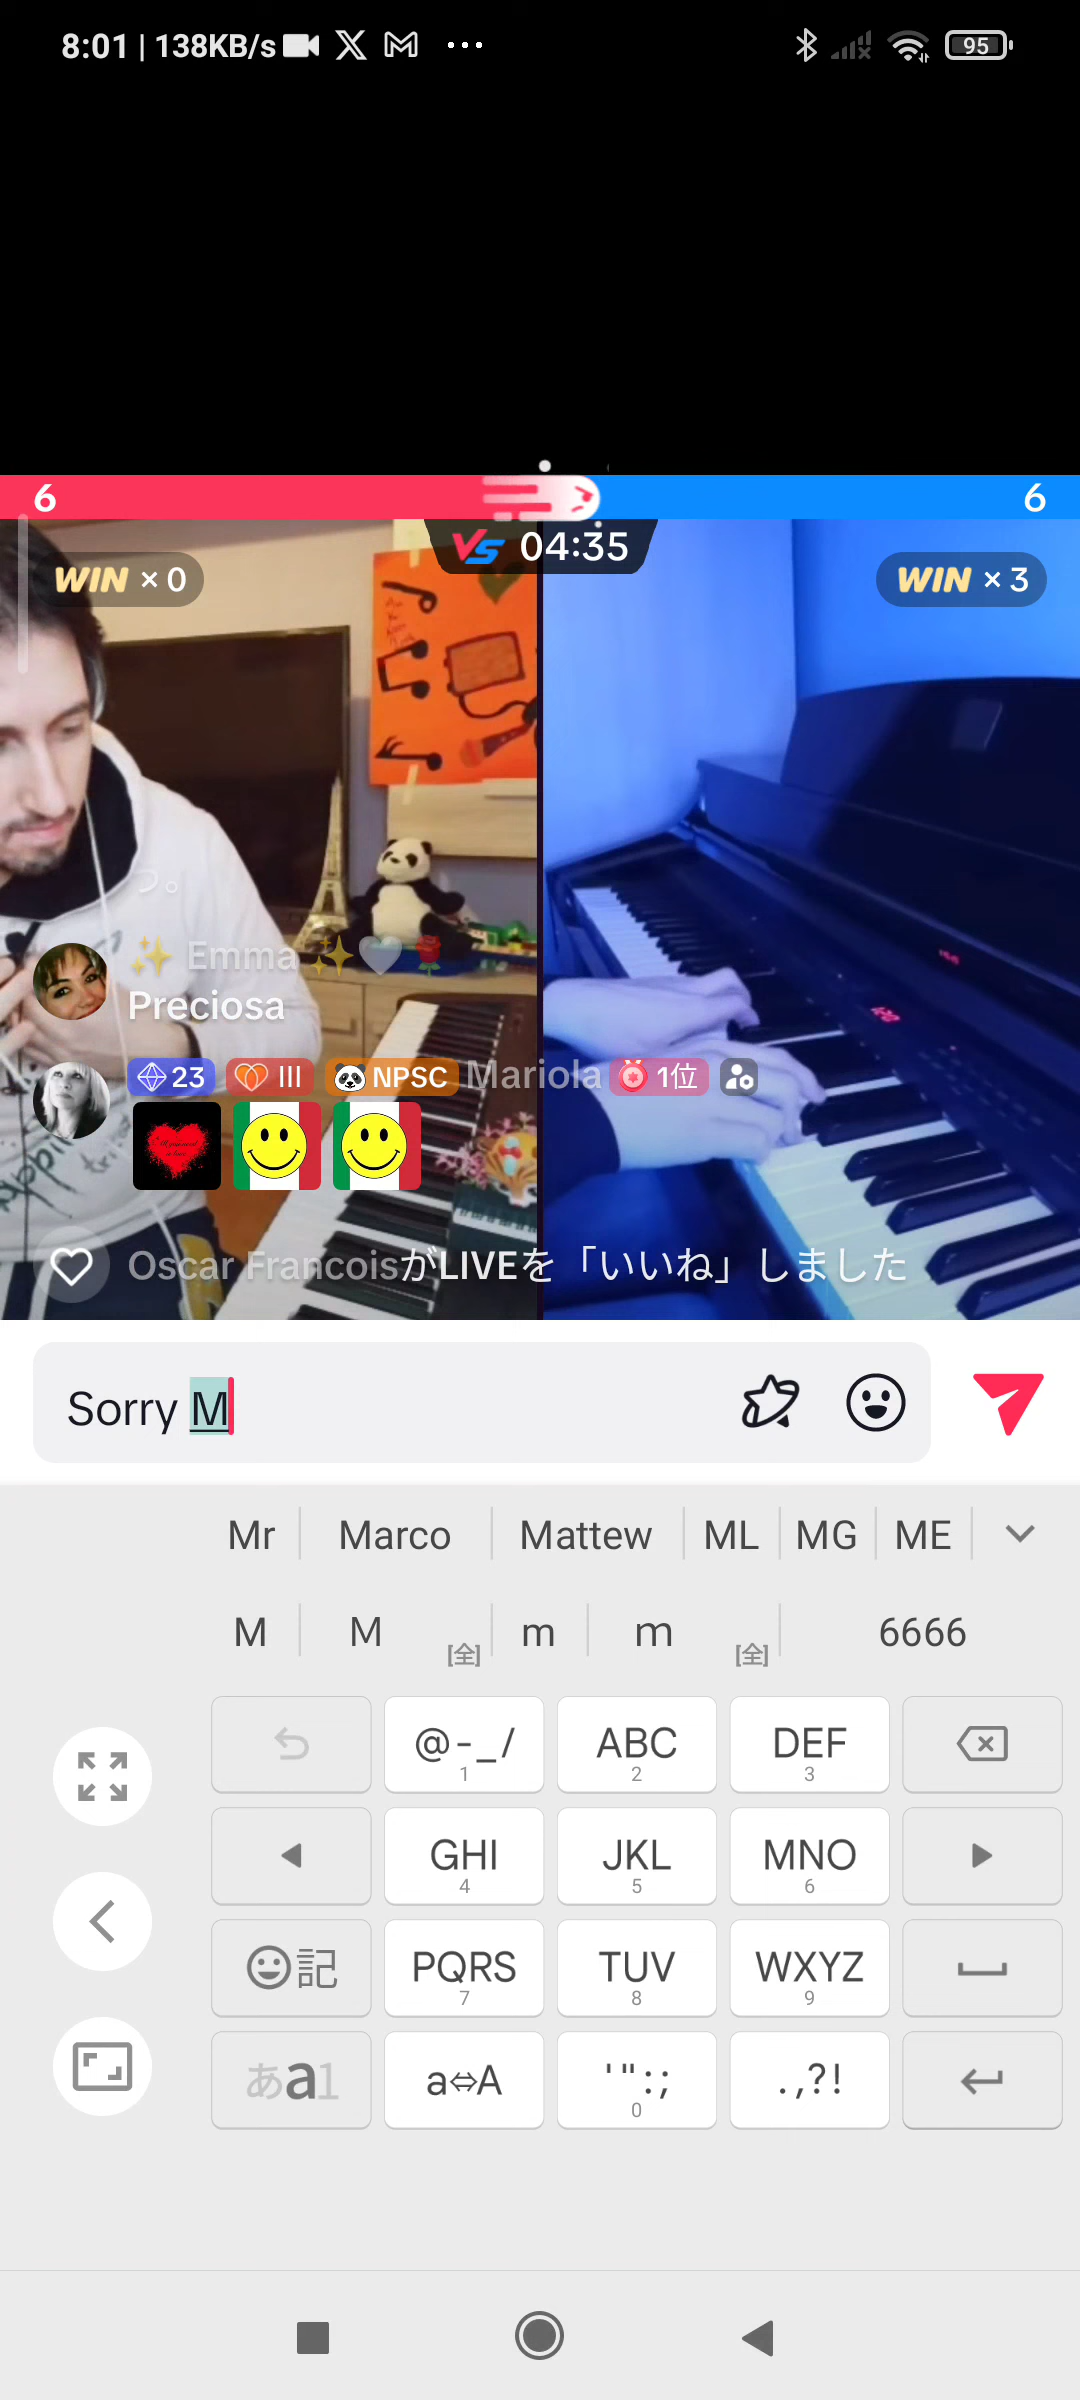 8:01 | 138KB/s
95
6
6
VS 04:35
WIN × 0
WIN × 3
う。
✨ Emma ✨🤍🌹
Preciosa
23 III NPSC Mariola 1位
Oscar FrancoisがLIVEを「いいね」しました
Sorry M
Mr Marco Mattew ML MG ME
M M [全] m m [全] 6666
@-_/ 1
ABC 2
DEF 3
GHI 4
JKL 5
MNO 6
記
PQRS 7
TUV 8
WXYZ 9
あa1
a⇔A
'":; 0
.,?!